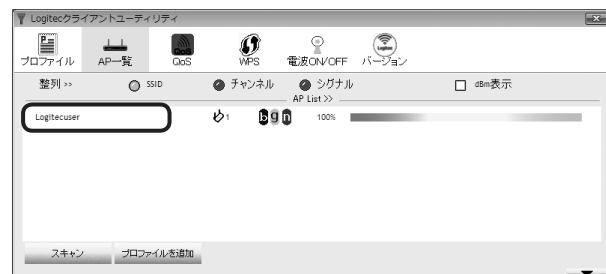 Logitecクライアントユーティリティ
プロファイル AP一覧 QoS WPS 電波ON/OFF バージョン
整列 >> SSID チャンネル シグナル dBm表示
AP List >>
Logitecuser 1 b g n 100%
スキャン プロファイルを追加